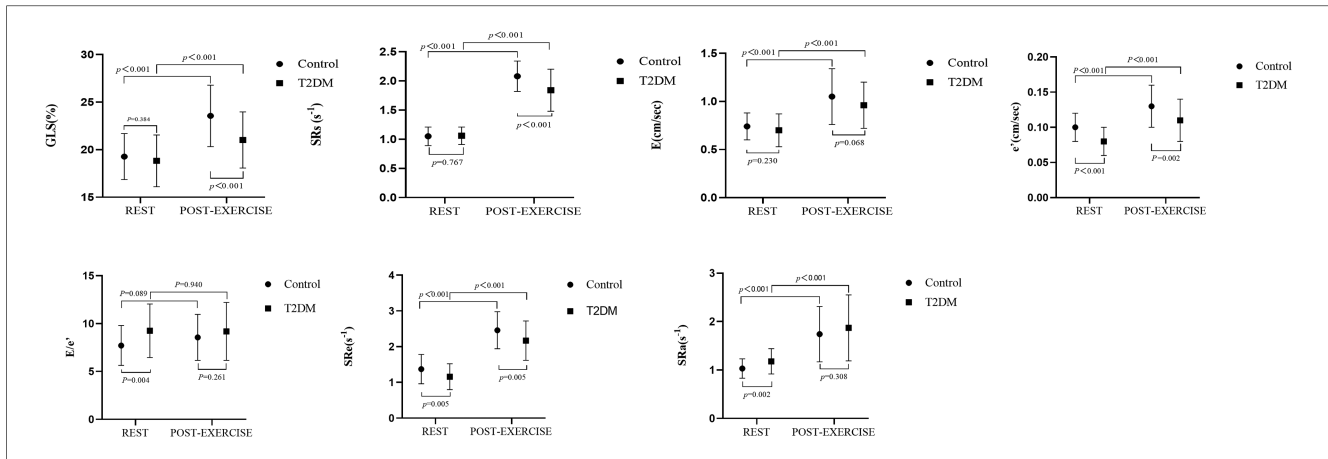 GLS(%)
30
25
20
15
p<0.001
p<0.001
P=0.384
p<0.001
REST
POST-EXERCISE
Control
T2DM
SRs (s-1)
2.5
2.0
1.5
1.0
0.5
0.0
p<0.001
p<0.001
p<0.001
p=0.767
REST
POST-EXERCISE
Control
T2DM
E(cm/sec)
1.5
1.0
0.5
0.0
p<0.001
p<0.001
p=0.068
p=0.230
REST
POST-EXERCISE
Control
T2DM
e'(cm/sec)
0.20
0.15
0.10
0.05
0.00
p<0.001
p<0.001
P=0.002
P<0.001
REST
POST-EXERCISE
Control
T2DM
E/e'
15
10
5
0
P=0.940
P=0.089
P=0.004
P=0.261
REST
POST-EXERCISE
Control
T2DM
SRe(s-1)
4
3
2
1
0
p<0.001
p<0.001
p=0.005
p=0.005
REST
POST-EXERCISE
Control
T2DM
SRa(s-1)
3
2
1
0
p<0.001
p<0.001
p=0.308
p=0.002
REST
POST-EXERCISE
Control
T2DM